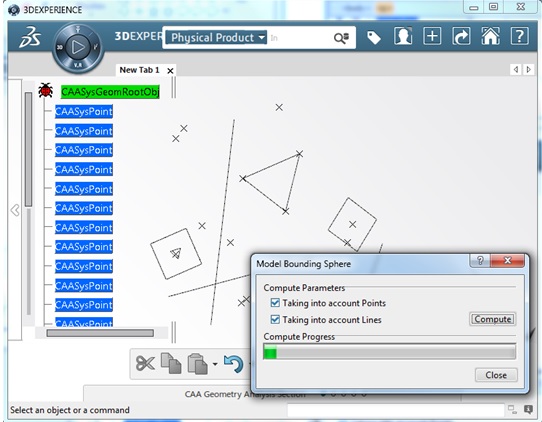 3DEXPERIENCE
3DEXPER
Physical Product
In
3D
V.R
New Tab 1
CAASysGeomRootObj
CAASysPoint
CAASysPoint
CAASysPoint
CAASysPoint
CAASysPoint
CAASysPoint
CAASysPoint
CAASysPoint
CAASysPoint
CAASysPoint
CAASysPoint
CAASysPoint
Model Bounding Sphere
Compute Parameters
Taking into account Points
Taking into account Lines
Compute
Compute Progress
Close
CAA Geometry Analysis Section
Select an object or a command